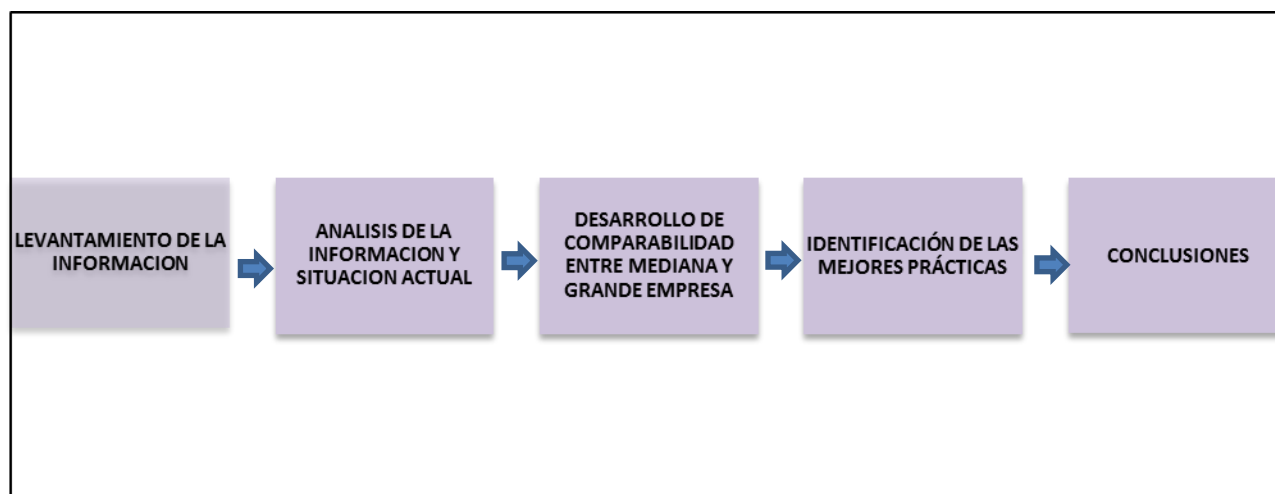 LEVANTAMIENTO DE LA
INFORMACION
ANALISIS DE LA
INFORMACION Y
SITUACION ACTUAL
DESARROLLO DE
COMPARABILIDAD
ENTRE MEDIANA Y
GRANDE EMPRESA
IDENTIFICACIÓN DE LAS
MEJORES PRÁCTICAS
CONCLUSIONES